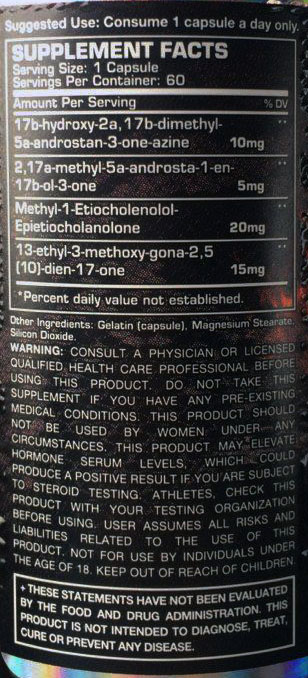 Suggested Use: Consume 1 capsule a day only.
SUPPLEMENT FACTS
Serving Size: 1 Capsule
Servings Per Container: 60
Amount Per Serving % DV
17b-hydroxy-2a,17b-dimethyl- **
5a-androstan-3-one-azine 10mg
2,17a-methyl-5a-androsta-1-en- **
17b-ol-3-one 5mg
Methyl-1-Etiocholenolol- **
Epietiocholanolone 20mg
13-ethyl-3-methoxy-gona-2,5 **
(10)-dien-17-one 15mg
*Percent daily value not established.
Other Ingredients: Gelatin (capsule), Magnesium Stearate,
Silicon Dioxide.
WARNING: CONSULT A PHYSICIAN OR LICENSED
QUALIFIED HEALTH CARE PROFESSIONAL BEFORE
USING THIS PRODUCT. DO NOT TAKE THIS
SUPPLEMENT IF YOU HAVE ANY PRE-EXISTING
MEDICAL CONDITIONS. THIS PRODUCT SHOULD
NOT BE USED BY WOMEN UNDER ANY
CIRCUMSTANCES. THIS PRODUCT MAY ELEVATE
HORMONE SERUM LEVELS, WHICH COULD
PRODUCE A POSITIVE RESULT IF YOU ARE SUBJECT
TO STEROID TESTING. ATHLETES, CHECK THIS
PRODUCT WITH YOUR TESTING ORGANIZATION
BEFORE USING. USER ASSUMES ALL RISKS AND
LIABILITIES RELATED TO THE USE OF THIS
PRODUCT. NOT FOR USE BY INDIVIDUALS UNDER
THE AGE OF 18. KEEP OUT OF REACH OF CHILDREN.
+ THESE STATEMENTS HAVE NOT BEEN EVALUATED
BY THE FOOD AND DRUG ADMINISTRATION. THIS
PRODUCT IS NOT INTENDED TO DIAGNOSE, TREAT,
CURE OR PREVENT ANY DISEASE.